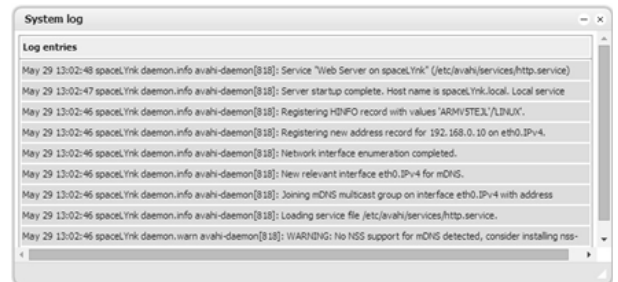 System log
Log entries
May 29 13:02:48 spaceLYnk daemon.info avahi-daemon[818]: Service "Web Server on spaceLYnk" (/etc/avahi/services/http.service)
May 29 13:02:47 spaceLYnk daemon.info avahi-daemon[818]: Server startup complete. Host name is spaceLYnk.local. Local service
May 29 13:02:46 spaceLYnk daemon.info avahi-daemon[818]: Registering HINFO record with values 'ARMV5TEJL'/'LINUX'.
May 29 13:02:46 spaceLYnk daemon.info avahi-daemon[818]: Registering new address record for 192.168.0.10 on eth0.IPv4.
May 29 13:02:46 spaceLYnk daemon.info avahi-daemon[818]: Network interface enumeration completed.
May 29 13:02:46 spaceLYnk daemon.info avahi-daemon[818]: New relevant interface eth0.IPv4 for mDNS.
May 29 13:02:46 spaceLYnk daemon.info avahi-daemon[818]: Joining mDNS multicast group on interface eth0.IPv4 with address
May 29 13:02:46 spaceLYnk daemon.info avahi-daemon[818]: Loading service file /etc/avahi/services/http.service.
May 29 13:02:46 spaceLYnk daemon.warn avahi-daemon[818]: WARNING: No NSS support for mDNS detected, consider installing nss-